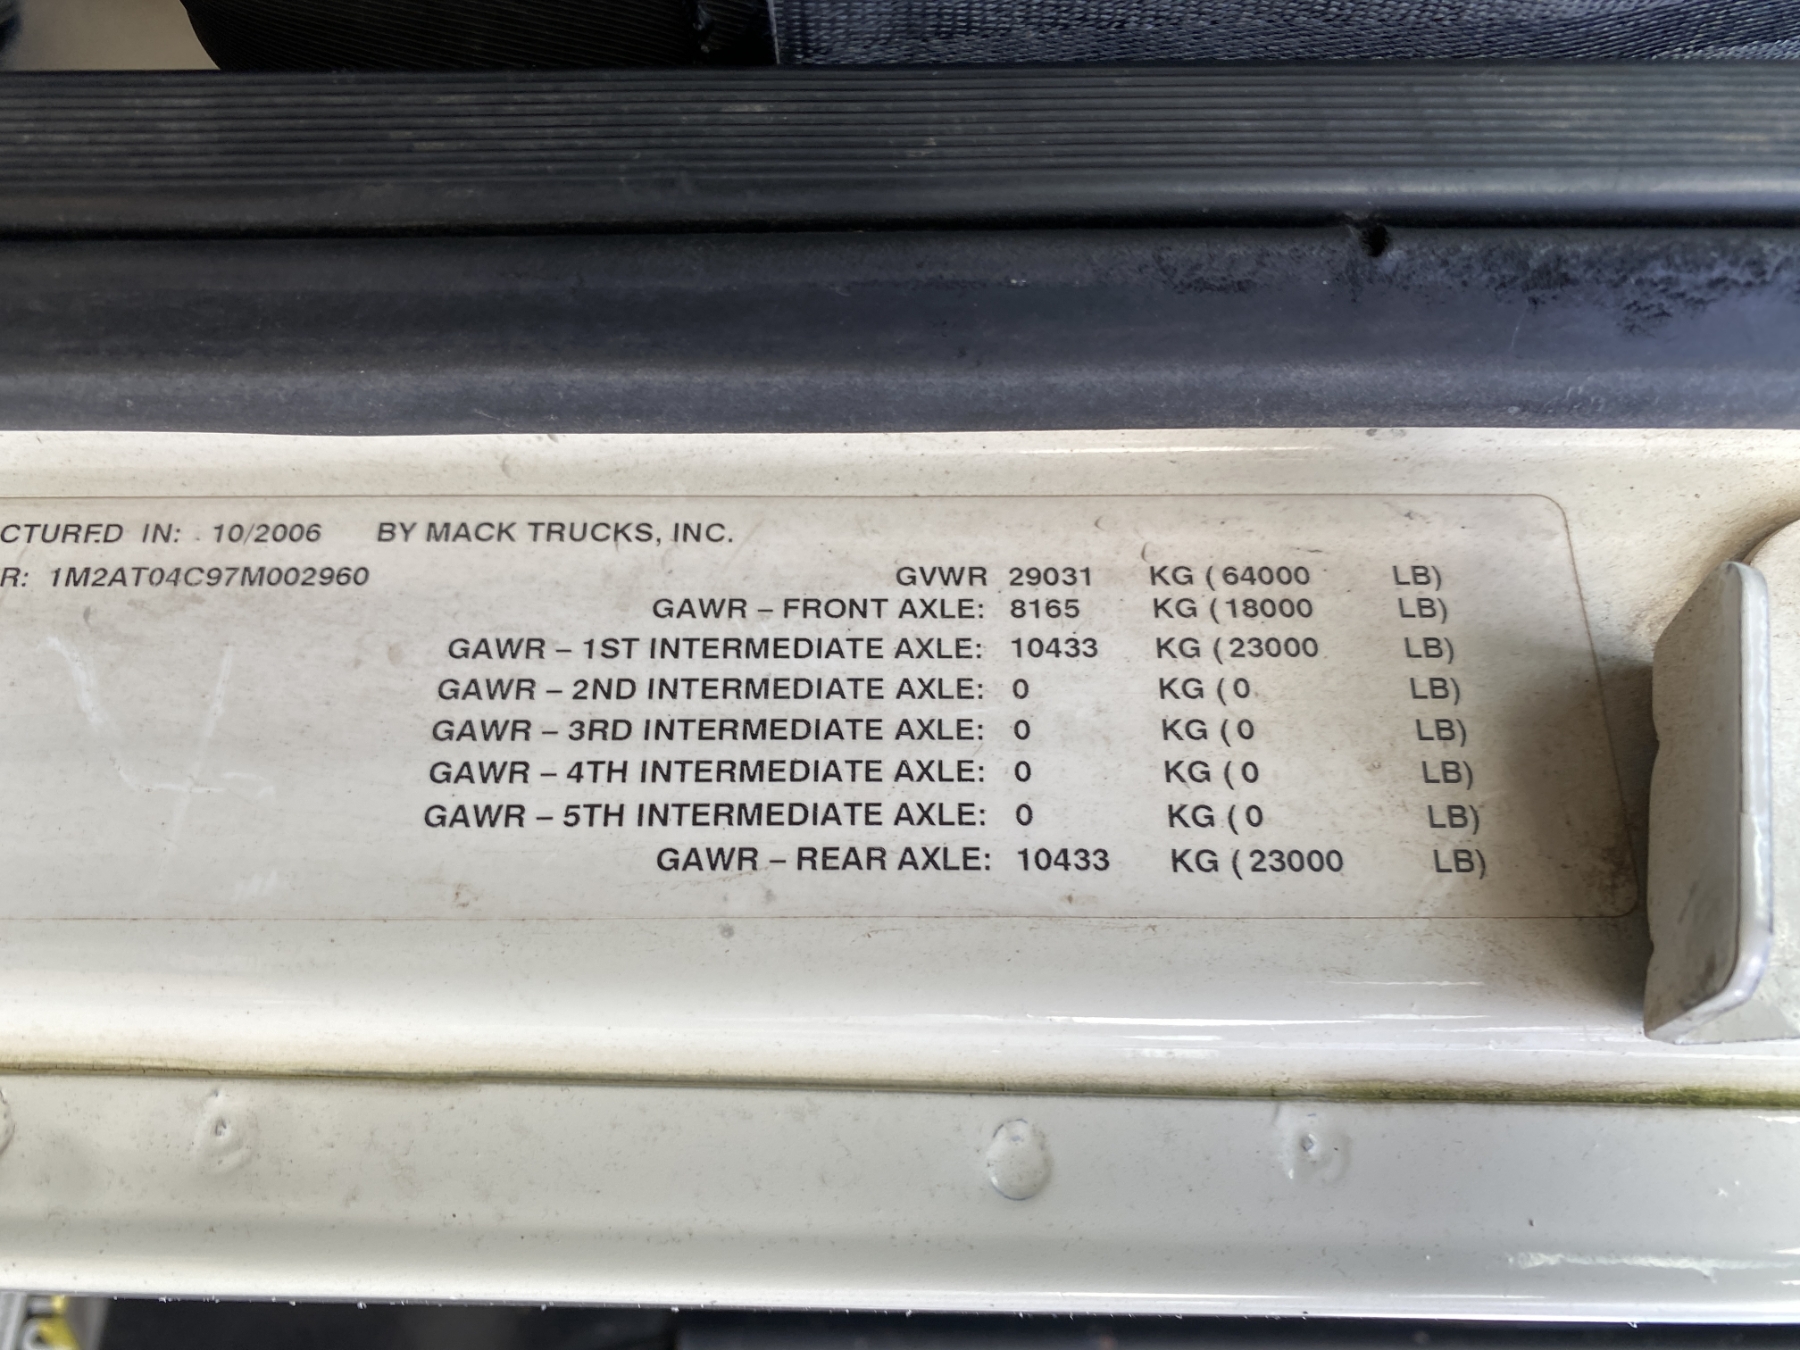 CTURED IN: 10/2006 BY MACK TRUCKS, INC.
R: 1M2AT04C97M002960 GVWR 29031 KG (64000 LB)
GAWR – FRONT AXLE: 8165 KG (18000 LB)
GAWR – 1ST INTERMEDIATE AXLE: 10433 KG (23000 LB)
GAWR – 2ND INTERMEDIATE AXLE: 0 KG (0 LB)
GAWR – 3RD INTERMEDIATE AXLE: 0 KG (0 LB)
GAWR – 4TH INTERMEDIATE AXLE: 0 KG (0 LB)
GAWR – 5TH INTERMEDIATE AXLE: 0 KG (0 LB)
GAWR – REAR AXLE: 10433 KG (23000 LB)